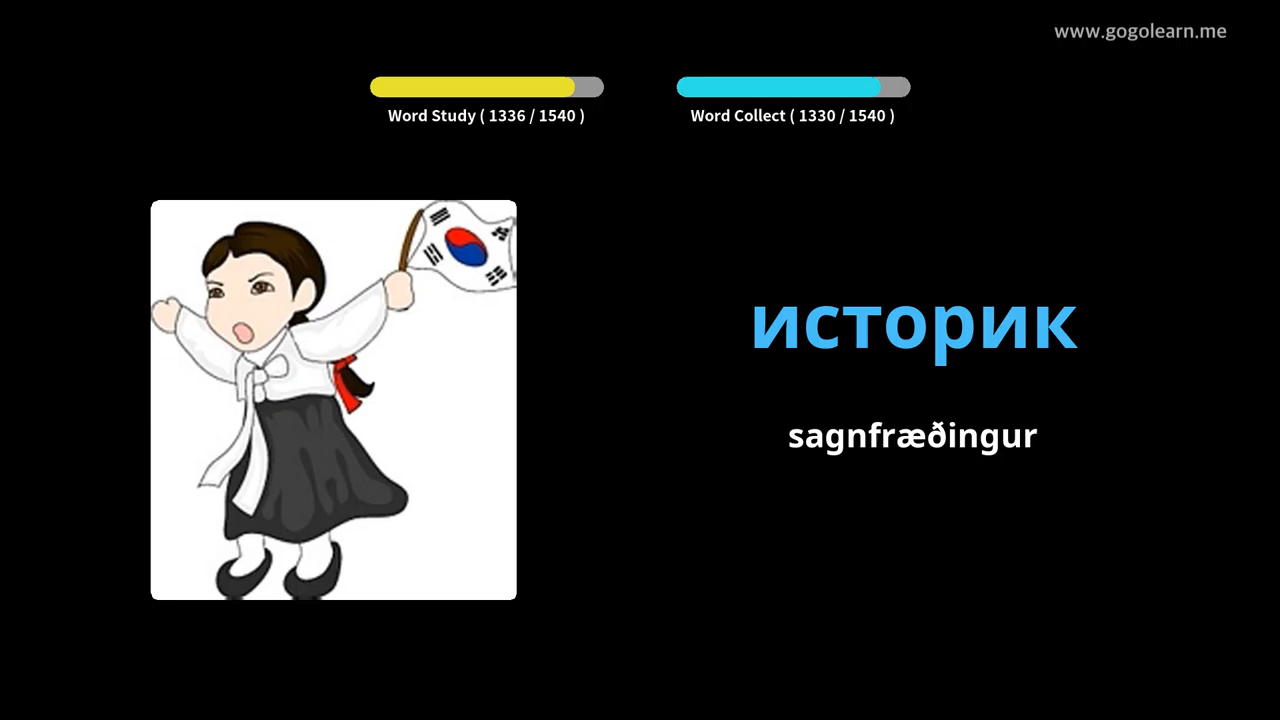 www.gogolearn.me
Word Study ( 1336 / 1540 )
Word Collect ( 1330 / 1540 )
историк
sagnfræðingur